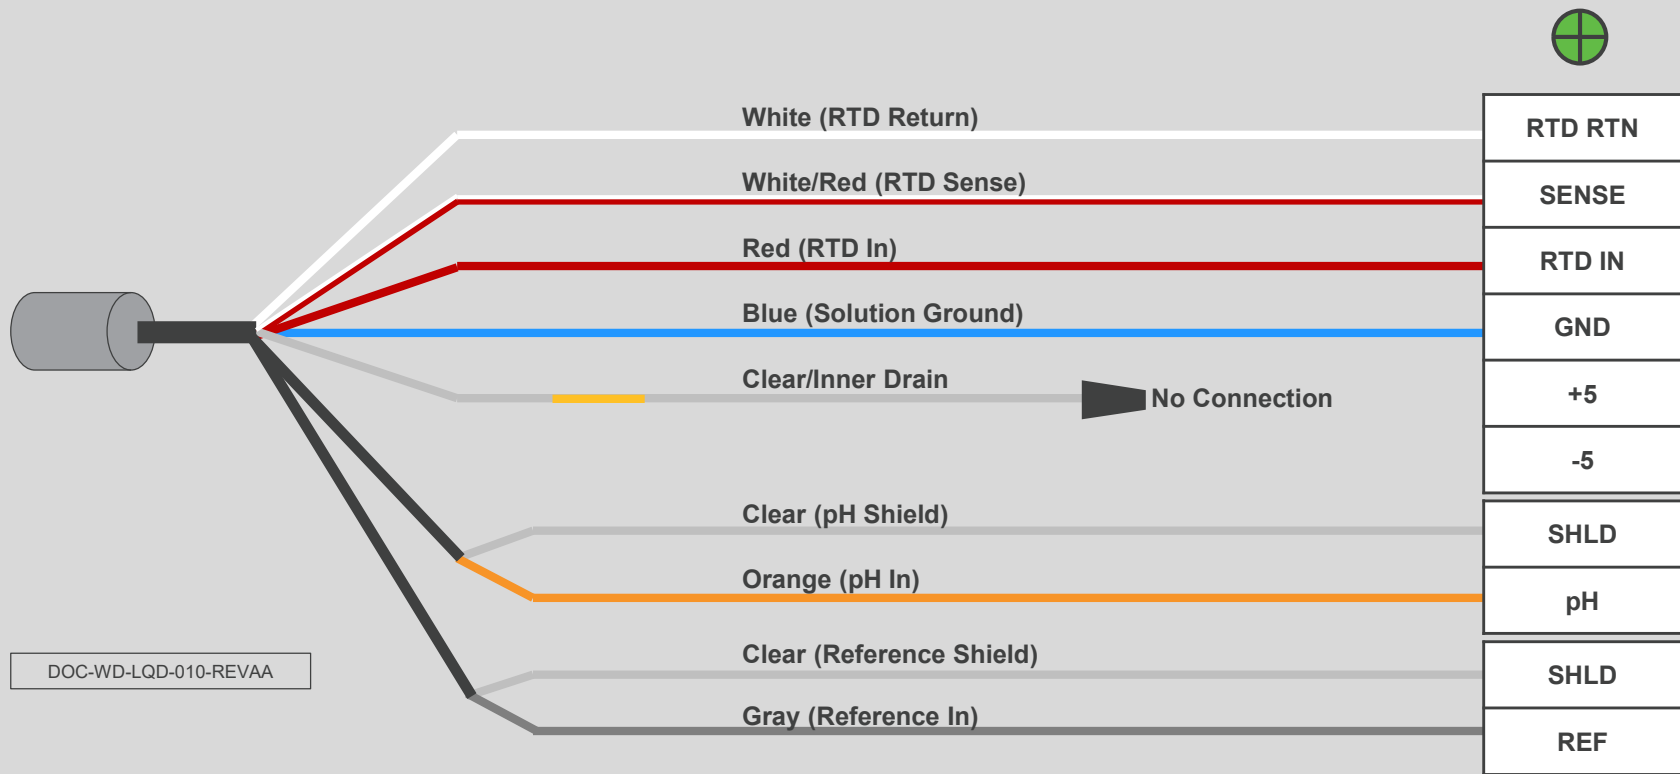 White (RTD Return)
RTD RTN
White/Red (RTD Sense)
SENSE
Red (RTD In)
RTD IN
Blue (Solution Ground)
GND
Clear/Inner Drain
No Connection
+5
-5
Clear (pH Shield)
SHLD
Orange (pH In)
pH
Clear (Reference Shield)
SHLD
DOC-WD-LQD-010-REVAA
Gray (Reference In)
REF